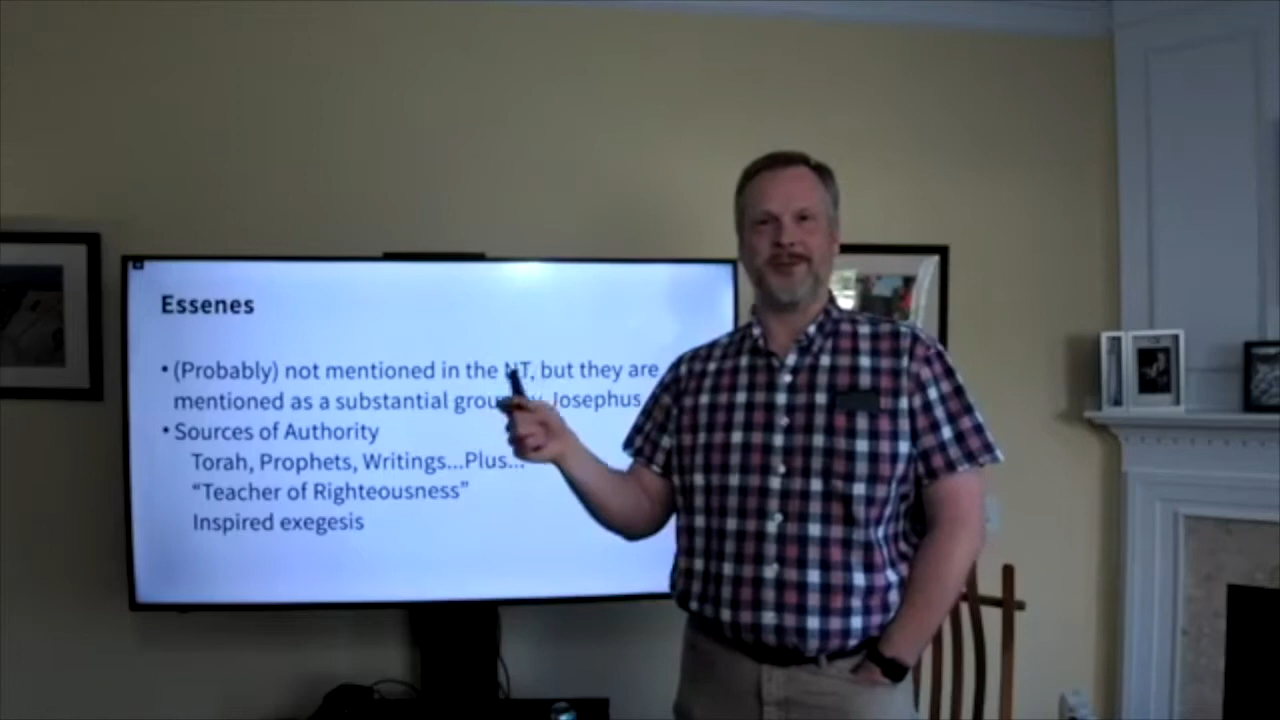 Essenes
• (Probably) not mentioned in the NT, but they are
mentioned as a substantial group Josephus
• Sources of Authority
Torah, Prophets, Writings...Plus...
“Teacher of Righteousness”
Inspired exegesis